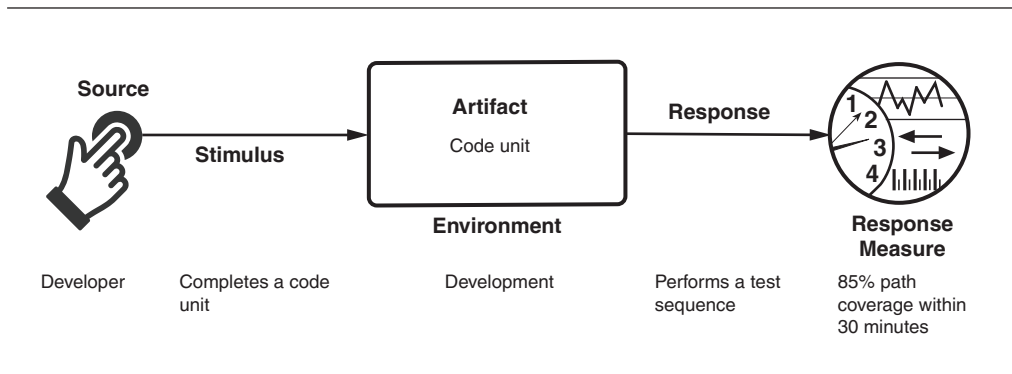 Source
Stimulus
Artifact
Code unit
Environment
Response
1
2
3
4
Response
Measure
Developer
Completes a code
unit
Development
Performs a test
sequence
85% path
coverage within
30 minutes